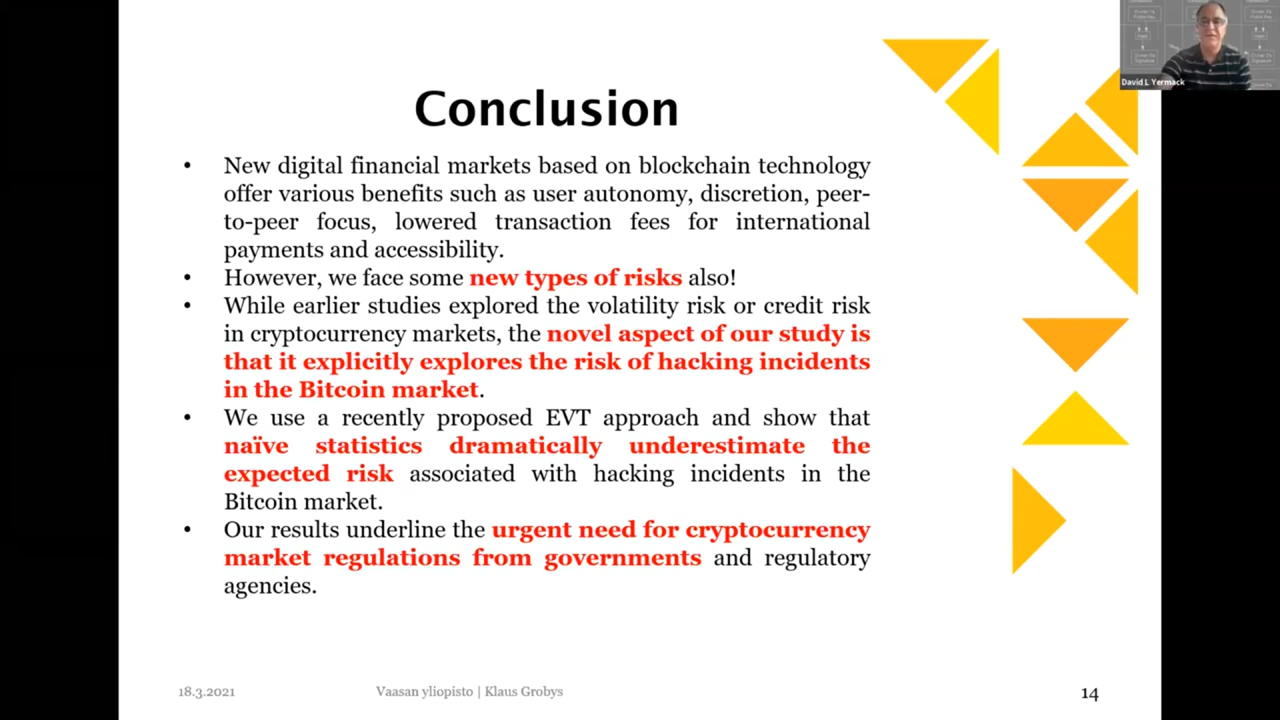 Conclusion
• New digital financial markets based on blockchain technology
offer various benefits such as user autonomy, discretion, peer-
to-peer focus, lowered transaction fees for international
payments and accessibility.
• However, we face some new types of risks also!
• While earlier studies explored the volatility risk or credit risk
in cryptocurrency markets, the novel aspect of our study is
that it explicitly explores the risk of hacking incidents
in the Bitcoin market.
• We use a recently proposed EVT approach and show that
naïve statistics dramatically underestimate the
expected risk associated with hacking incidents in the
Bitcoin market.
• Our results underline the urgent need for cryptocurrency
market regulations from governments and regulatory
agencies.
18.3.2021
Vaasan yliopisto | Klaus Grobys
14
David L Yermack